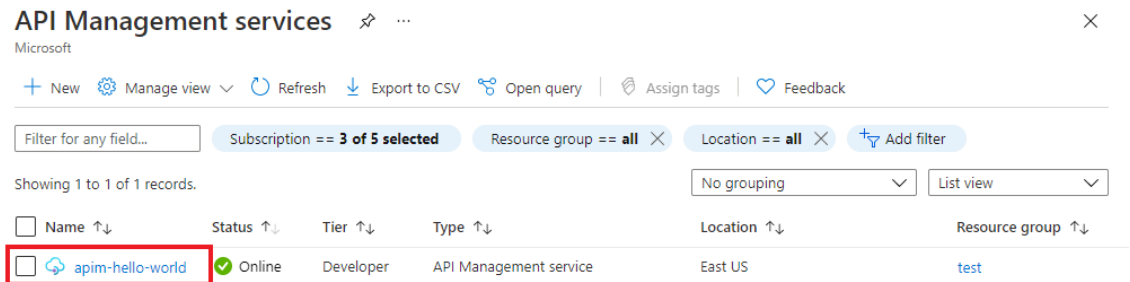 API Management services
Microsoft
New Manage view Refresh Export to CSV Open query Assign tags Feedback
Filter for any field... Subscription == 3 of 5 selected Resource group == all Location == all Add filter
Showing 1 to 1 of 1 records. No grouping List view
Name Status Tier Type Location Resource group
apim-hello-world Online Developer API Management service East US test